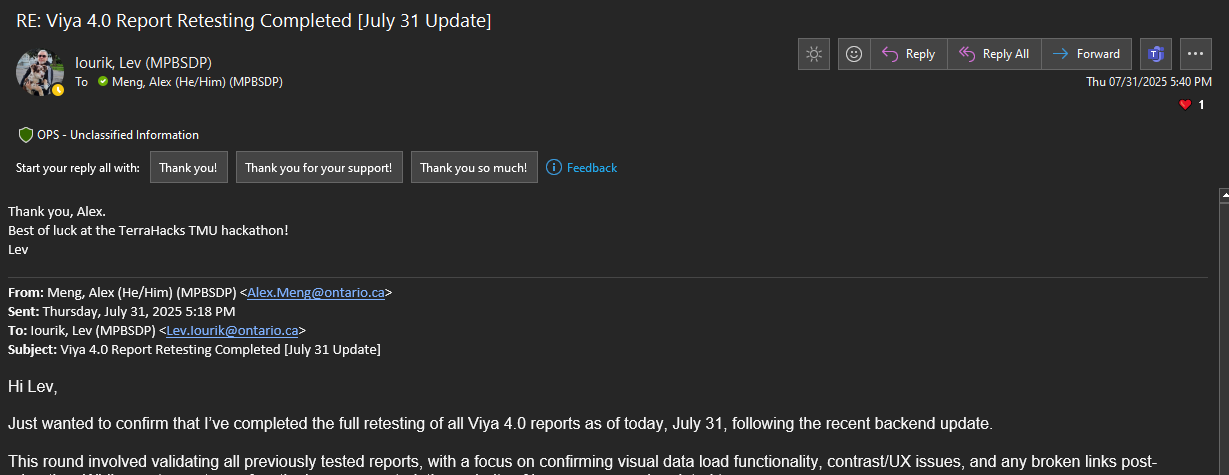 RE: Viya 4.0 Report Retesting Completed [July 31 Update]
Iourik, Lev (MPBSDP)
To Meng, Alex (He/Him) (MPBSDP)
Reply
Reply All
Forward
Thu 07/31/2025 5:40 PM
1
OPS - Unclassified Information
Start your reply all with: Thank you! Thank you for your support! Thank you so much! Feedback
Thank you, Alex.
Best of luck at the TerraHacks TMU hackathon!
Lev
From: Meng, Alex (He/Him) (MPBSDP) <Alex.Meng@ontario.ca>
Sent: Thursday, July 31, 2025 5:18 PM
To: Iourik, Lev (MPBSDP) <Lev.Iourik@ontario.ca>
Subject: Viya 4.0 Report Retesting Completed [July 31 Update]
Hi Lev,
Just wanted to confirm that I've completed the full retesting of all Viya 4.0 reports as of today, July 31, following the recent backend update.
This round involved validating all previously tested reports, with a focus on confirming visual data load functionality, contrast/UX issues, and any broken links post-